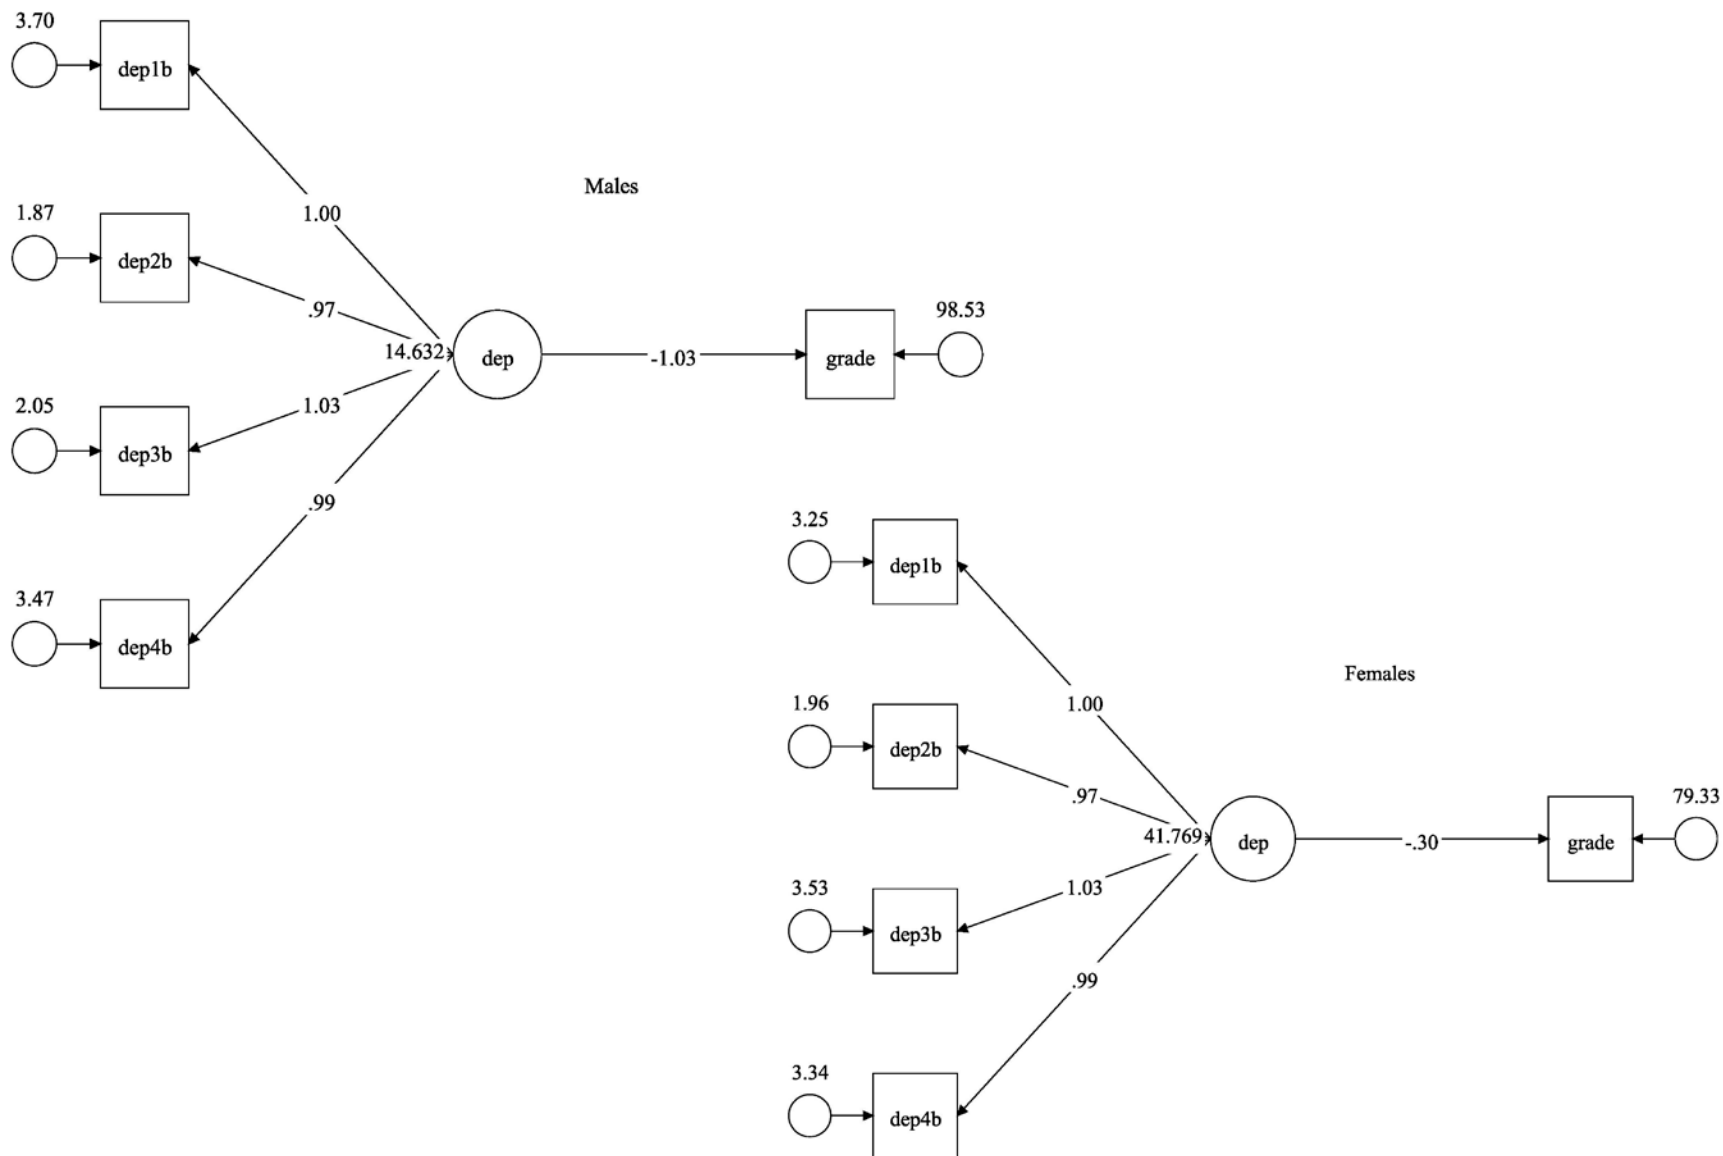 3.70
dep1b
Males
1.87
1.00
dep2b
.97
98.53
14.632
dep
-1.03
grade
2.05
1.03
dep3b
.99
3.25
dep1b
3.47
dep4b
Females
1.96
1.00
dep2b
.97
79.33
41.769
dep
-.30
grade
3.53
1.03
dep3b
.99
3.34
dep4b